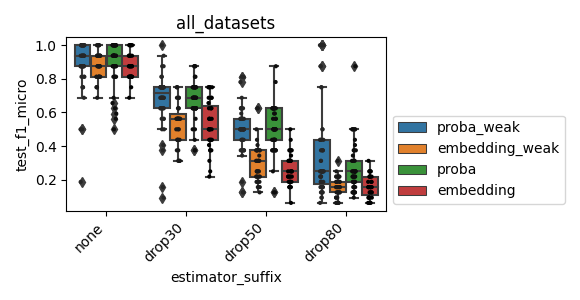 all_datasets
test_f1_micro
1.0
0.8
0.6
0.4
0.2
none
drop30
drop50
drop80
estimator_suffix
proba_weak
embedding_weak
proba
embedding